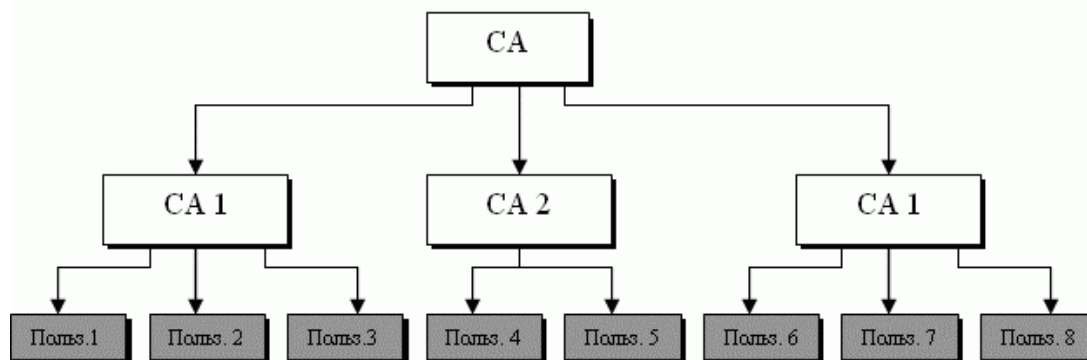 CA
CA 1
CA 2
CA 1
Польз.1
Польз. 2
Польз.3
Польз. 4
Польз. 5
Польз. 6
Польз. 7
Польз. 8